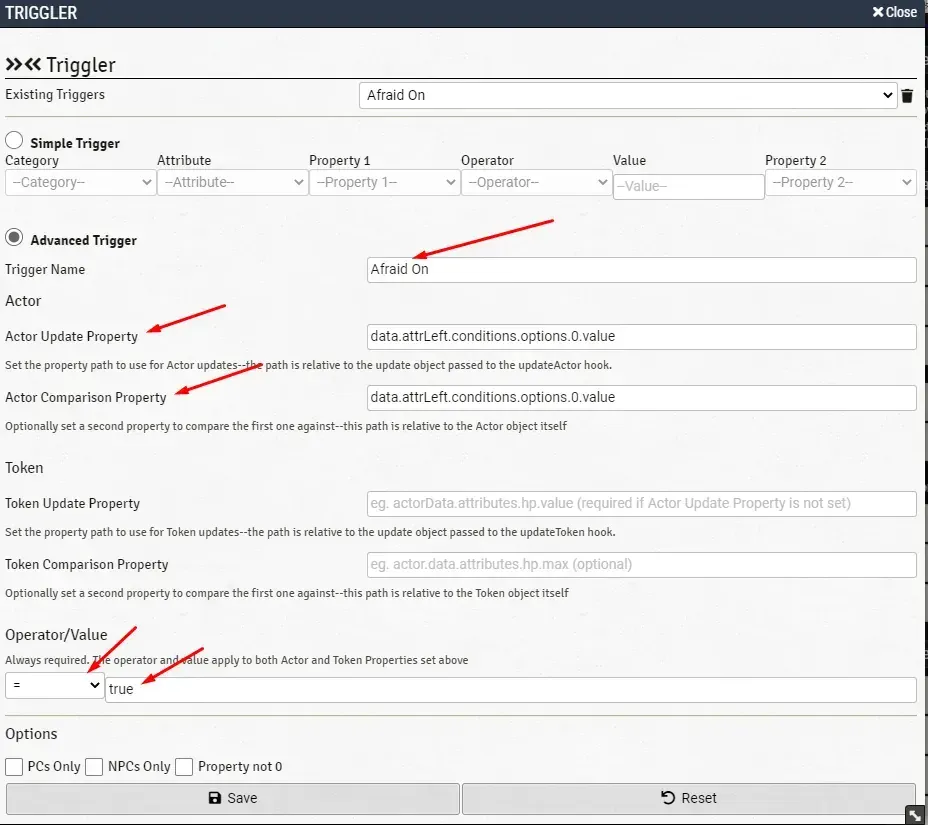 TRIGGLER
Close
Triggler
Existing Triggers Afraid On
Simple Trigger
Category Attribute Property 1 Operator Value Property 2
--Category-- --Attribute-- --Property 1-- --Operator-- --Value-- --Property 2--
Advanced Trigger
Trigger Name Afraid On
Actor
Actor Update Property data.attrLeft.conditions.options.0.value
Set the property path to use for Actor updates--the path is relative to the update object passed to the updateActor hook.
Actor Comparison Property data.attrLeft.conditions.options.0.value
Optionally set a second property to compare the first one against--this path is relative to the Actor object itself
Token
Token Update Property eg. actorData.attributes.hp.value (required if Actor Update Property is not set)
Set the property path to use for Token updates--the path is relative to the update object passed to the updateToken hook.
Token Comparison Property eg. actor.data.attributes.hp.max (optional)
Optionally set a second property to compare the first one against--this path is relative to the Token object itself
Operator/Value
Always required. The operator and value apply to both Actor and Token Properties set above
= true
Options
PCs Only NPCs Only Property not 0
Save Reset